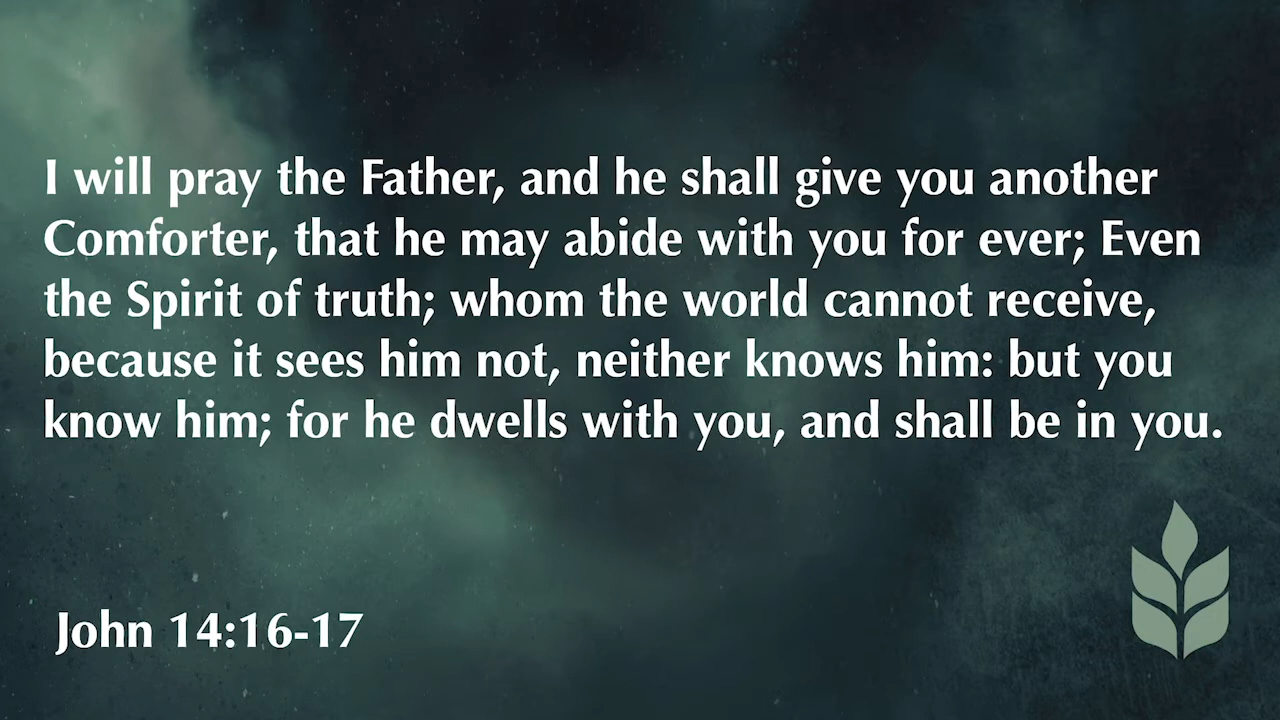 I will pray the Father, and he shall give you another
Comforter, that he may abide with you for ever; Even
the Spirit of truth; whom the world cannot receive,
because it sees him not, neither knows him: but you
know him; for he dwells with you, and shall be in you.
John 14:16-17